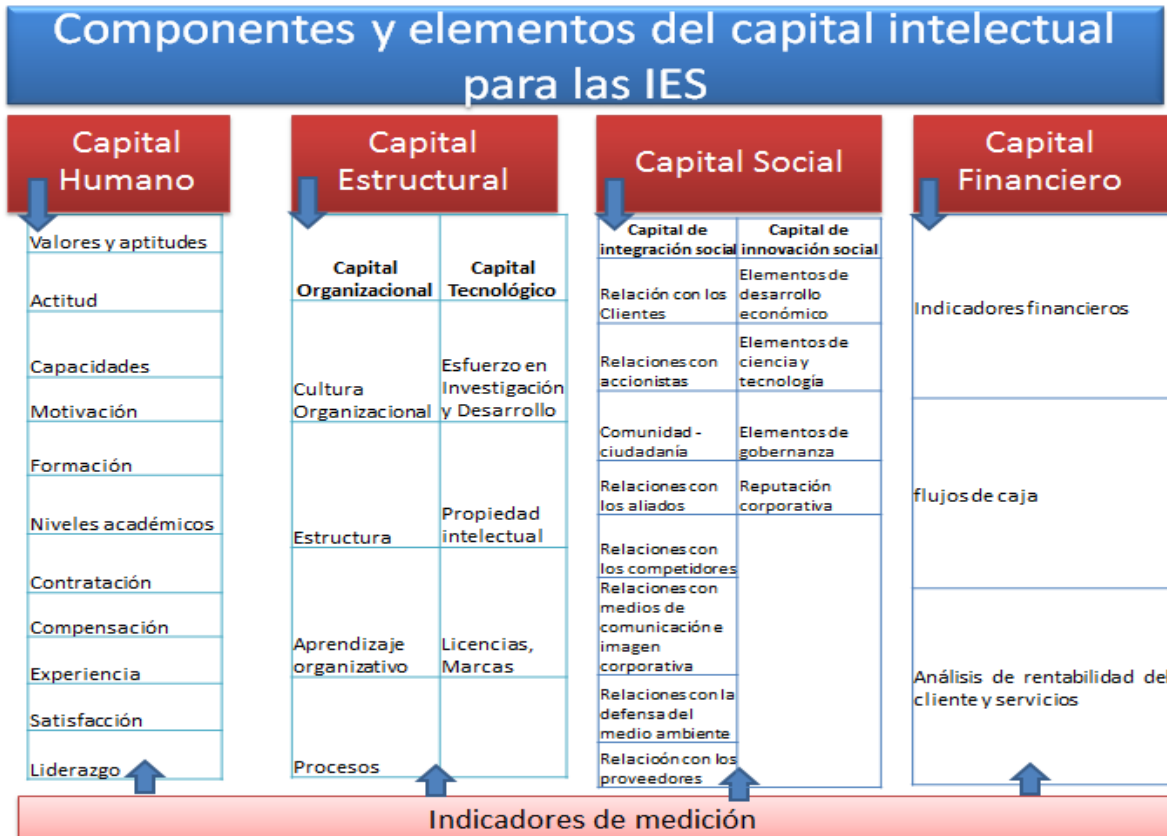 Componentes y elementos del capital intelectual
para las IES
Capital
Humano
Valores y aptitudes
Actitud
Capacidades
Motivación
Formación
Niveles académicos
Contratación
Compensación
Experiencia
Satisfacción
Liderazgo
Capital
Estructural
Capital
Organizacional
Cultura
Organizacional
Estructura
Aprendizaje
organizativo
Procesos
Capital
Tecnológico
Esfuerzo en
Investigación
y Desarrollo
Propiedad
intelectual
Licencias,
Marcas
Capital Social
Capital de
integración social
Relación con los
Clientes
Relaciones con
accionistas
Comunidad -
ciudadanía
Relaciones con
los aliados
Relaciones con
los competidores
Relaciones con
medios de
comunicación e
imagen
corporativa
Relaciones con la
defensa del
medio ambiente
Relacioón con los
proveedores
Capital de
innovación social
Elementos de
desarrollo
económico
Elementos de
ciencia y
tecnología
Elementos de
gobernanza
Reputación
corporativa
Capital
Financiero
Indicadores financieros
flujos de caja
Análisis de rentabilidad del
cliente y servicios
Indicadores de medición